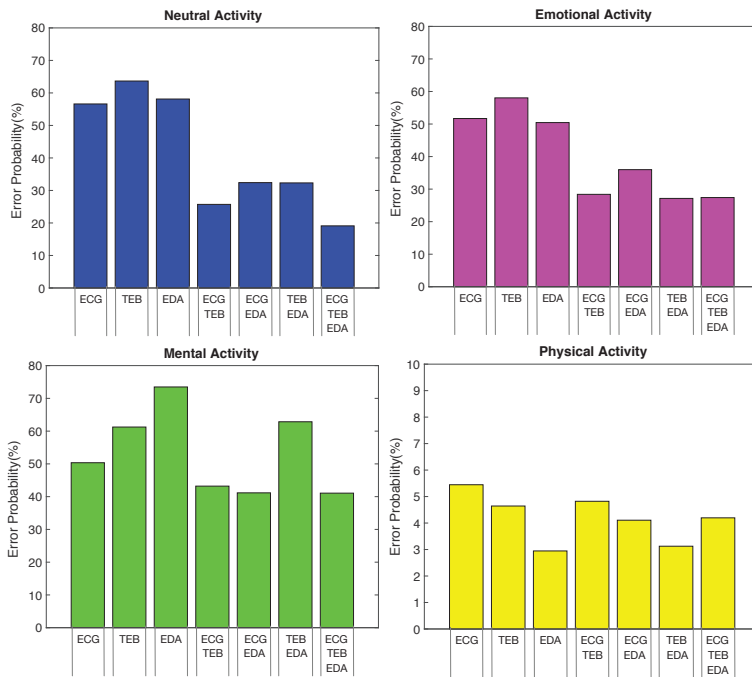 Neutral Activity
Error Probability(%)
80
70
60
50
40
30
20
10
0
ECG TEB EDA ECG ECG TEB ECG
TEB EDA EDA TEB
EDA
Emotional Activity
Error Probability(%)
80
70
60
50
40
30
20
10
0
ECG TEB EDA ECG ECG TEB ECG
TEB EDA EDA TEB
EDA
Mental Activity
Error Probability(%)
80
70
60
50
40
30
20
10
0
ECG TEB EDA ECG ECG TEB ECG
TEB EDA EDA TEB
EDA
Physical Activity
Error Probability(%)
10
9
8
7
6
5
4
3
2
1
0
ECG TEB EDA ECG ECG TEB ECG
TEB EDA EDA TEB
EDA